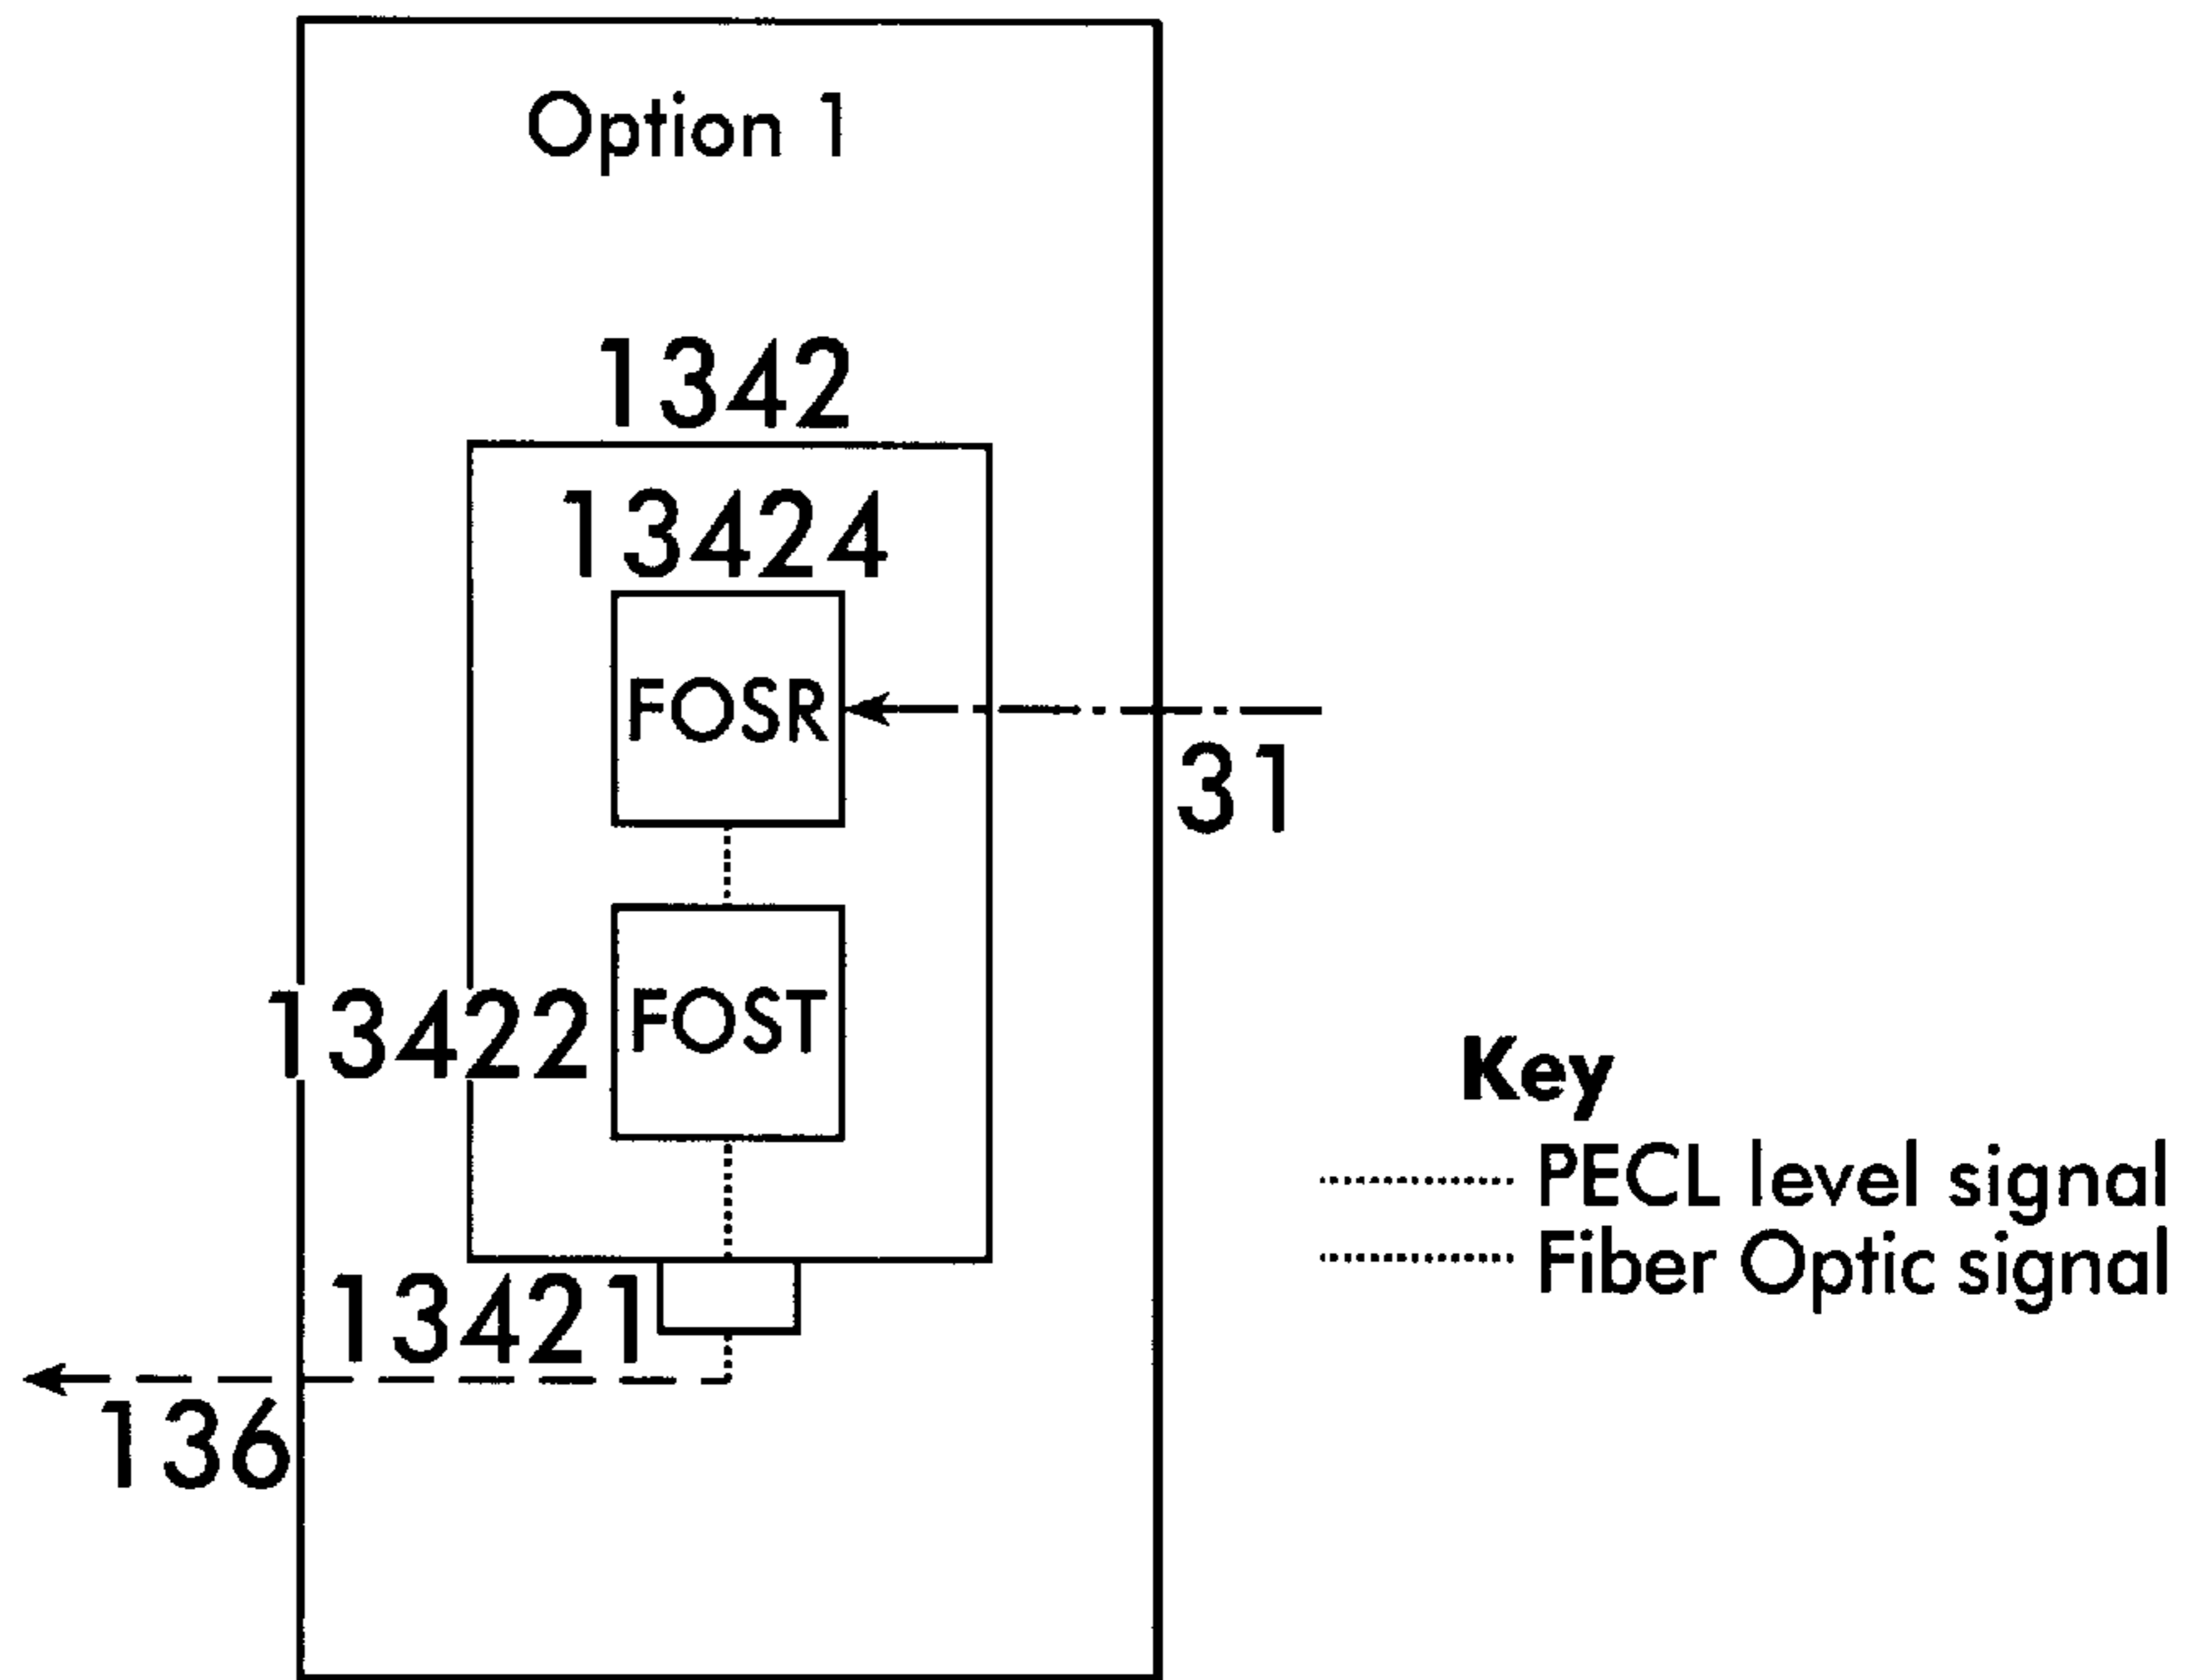 Option 1
1342
13424
FOSR
31
13422
FOST
Key
PECL level signal
Fiber Optic signal
13421
136